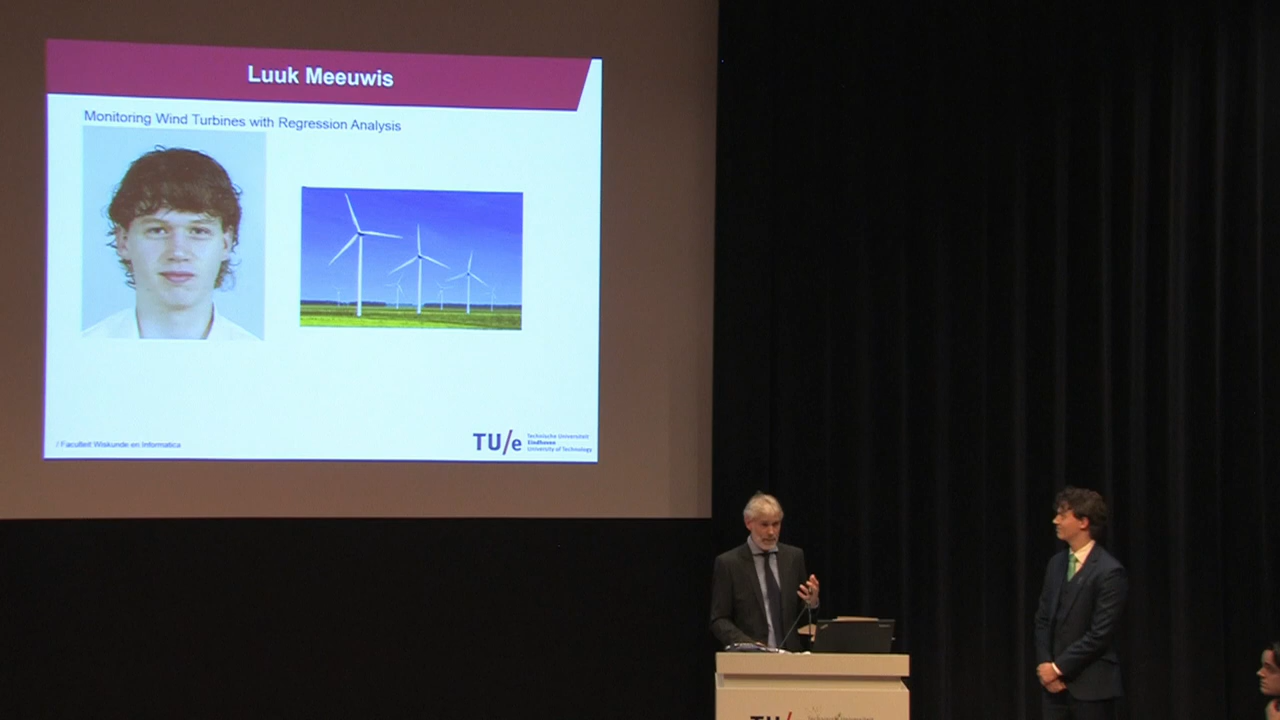 Luuk Meeuwis
Monitoring Wind Turbines with Regression Analysis
/ Faculteit Wiskunde en Informatica
TU/e
Technische Universiteit
Eindhoven
University of Technology
TU/